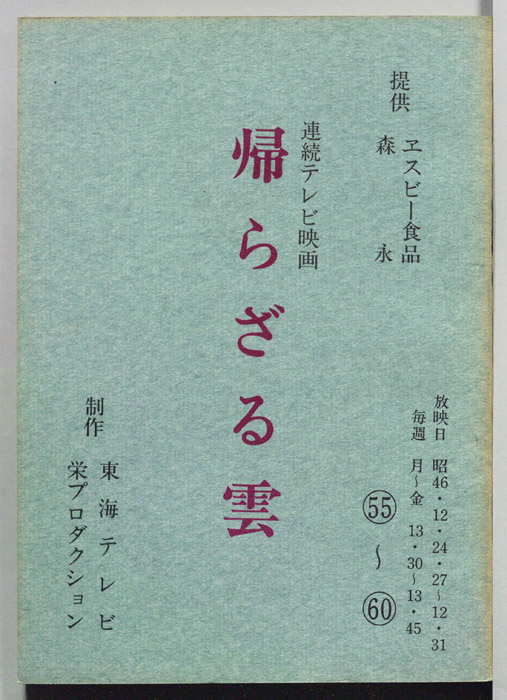 提供 ヱスビー食品
森永
連続テレビ映画
帰らざる雲
放映日 昭46・12・24・27〜12・31
毎週 月〜金 13・30〜13・45
㊺〜60
制作 東海テレビ
栄プロダクション